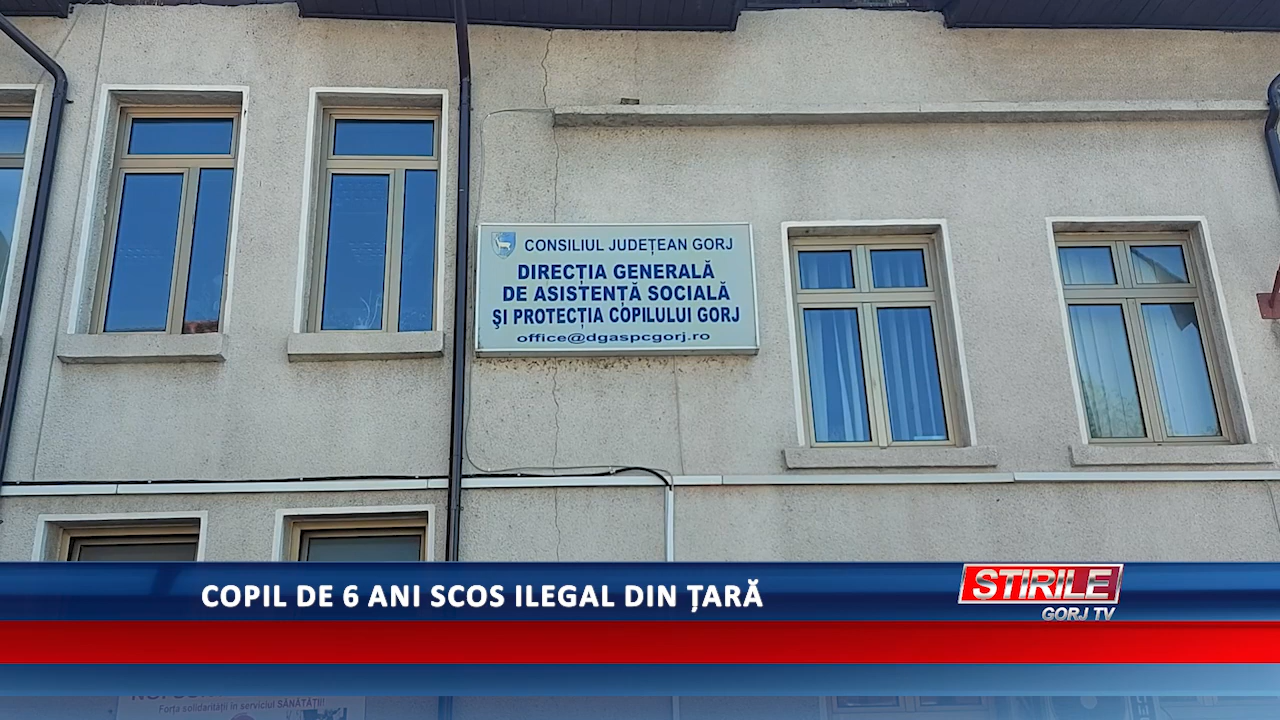 CONSILIUL JUDEȚEAN GORJ
DIRECȚIA GENERALĂ
DE ASISTENȚĂ SOCIALĂ
ŞI PROTECȚIA COPILULUI GORJ
office@dgaspcgorj.ro
COPIL DE 6 ANI SCOS ILEGAL DIN ȚARĂ
STIRILE
GORJ TV
Forța solidarității în serviciul SĂNĂTĂȚII!